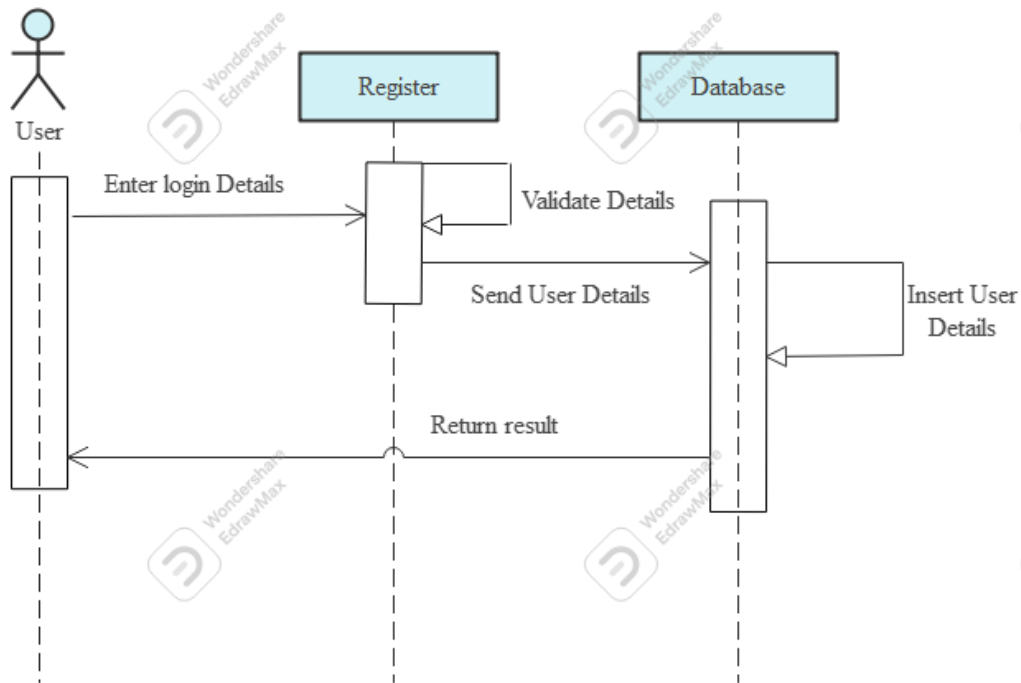 Wondershare
EdrawMax
Wondershare
EdrawMax
Register
Database
User
Enter login Details
Validate Details
Send User Details
Insert User
Details
Return result
Wondershare
EdrawMax
Wondershare
EdrawMax